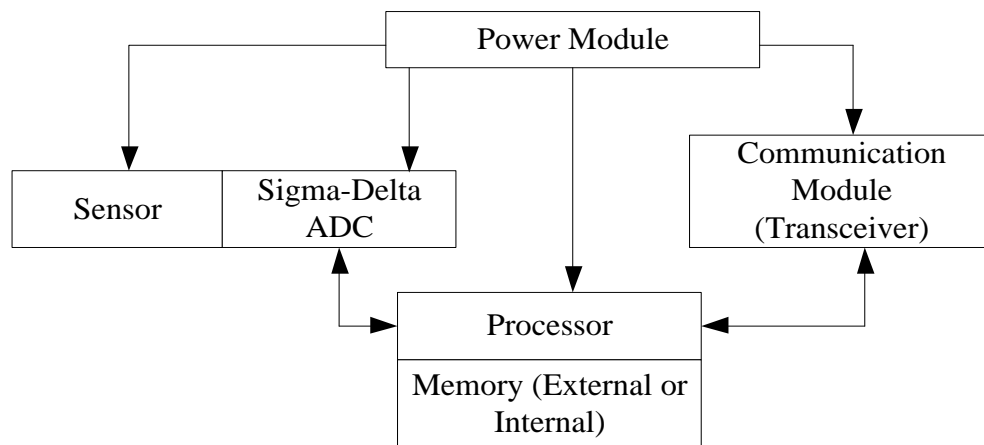 Power Module
Communication
Module
(Transceiver)
Sensor
Sigma-Delta
ADC
Processor
Memory (External or
Internal)